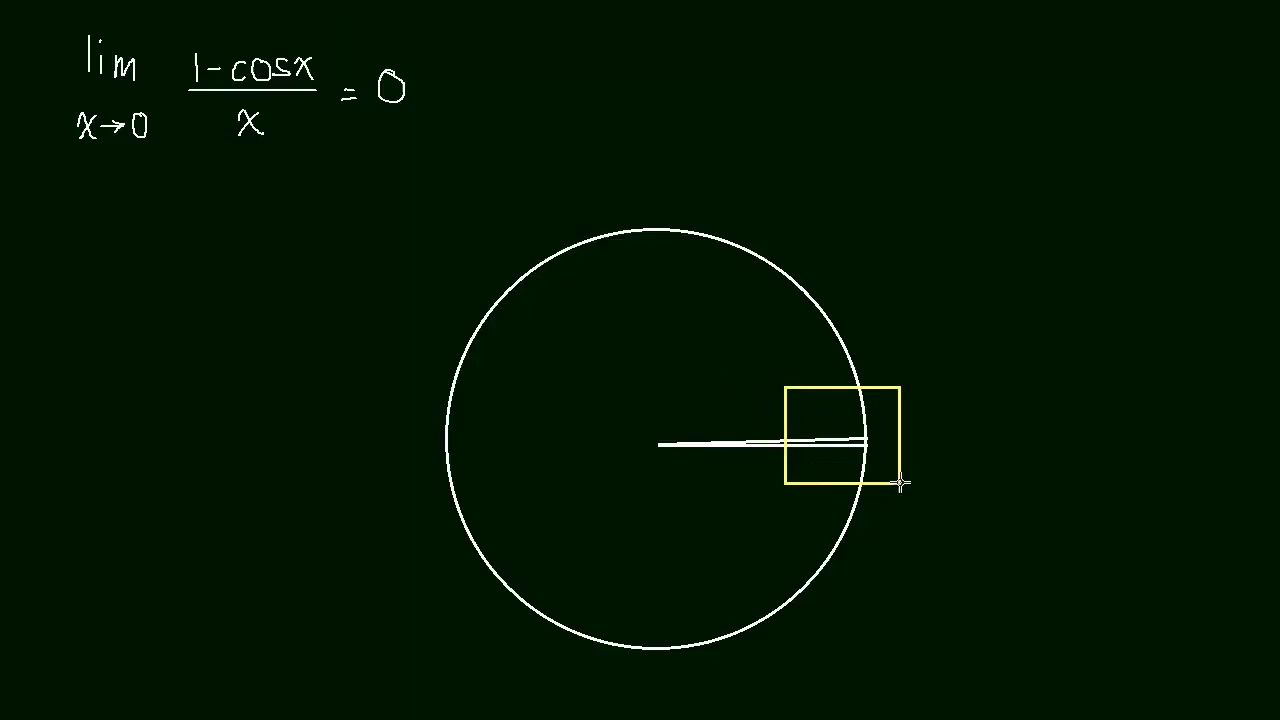 lim 1-cosx = 0
x→0 x